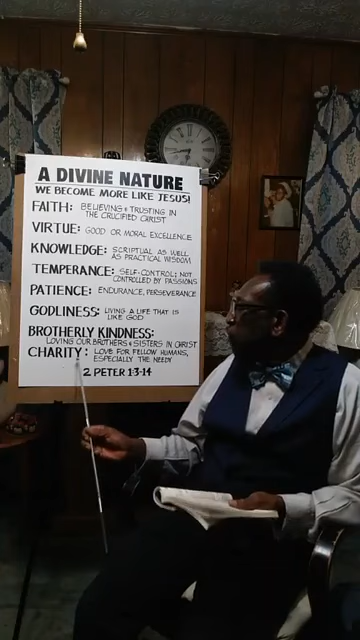 A DIVINE NATURE
WE BECOME MORE LIKE JESUS!
FAITH: BELIEVING & TRUSTING IN
THE CRUCIFIED CHRIST
VIRTUE: GOOD OR MORAL EXCELLENCE
KNOWLEDGE: SCRIPTUAL AS WELL
AS PRACTICAL WISDOM
TEMPERANCE: SELF-CONTROL; NOT
CONTROLLED BY PASSIONS
PATIENCE: ENDURANCE, PERSEVERANCE
GODLINESS: LIVING A LIFE THAT IS
LIKE GOD
BROTHERLY KINDNESS:
LOVING OUR BROTHERS & SISTERS IN CHRIST
CHARITY: LOVE FOR FELLOW HUMANS,
ESPECIALLY THE NEEDY
2 PETER 1:3-14